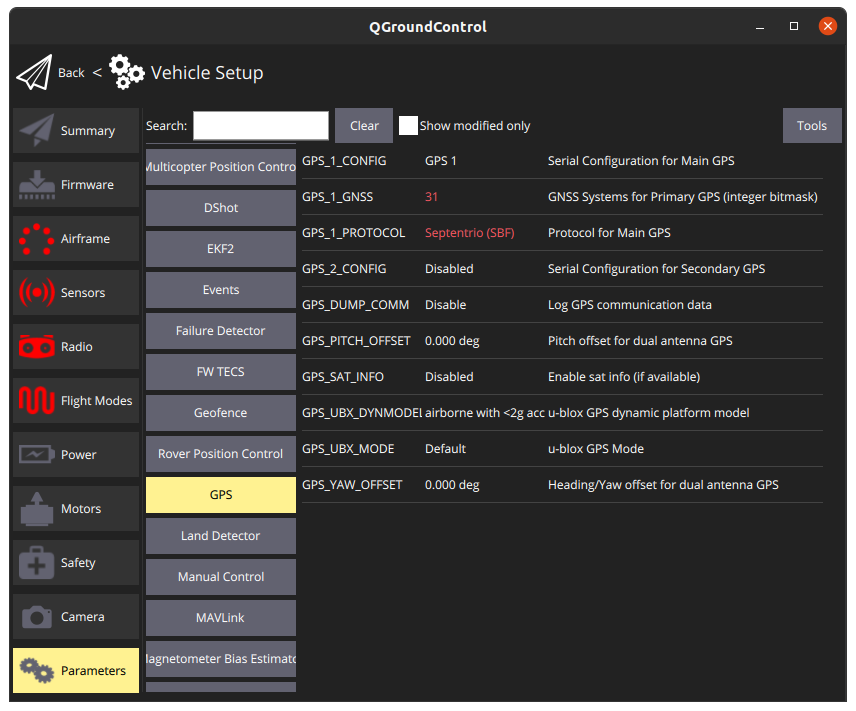 QGroundControl
Back < Vehicle Setup
Search: Clear Show modified only Tools
Summary
Firmware
Airframe
Sensors
Radio
Flight Modes
Power
Motors
Safety
Camera
Parameters
Multicopter Position Contro
DShot
EKF2
Events
Failure Detector
FW TECS
Geofence
Rover Position Control
GPS
Land Detector
Manual Control
MAVLink
Magnetometer Bias Estimato
GPS_1_CONFIG GPS 1 Serial Configuration for Main GPS
GPS_1_GNSS 31 GNSS Systems for Primary GPS (integer bitmask)
GPS_1_PROTOCOL Septentrio (SBF) Protocol for Main GPS
GPS_2_CONFIG Disabled Serial Configuration for Secondary GPS
GPS_DUMP_COMM Disable Log GPS communication data
GPS_PITCH_OFFSET 0.000 deg Pitch offset for dual antenna GPS
GPS_SAT_INFO Disabled Enable sat info (if available)
GPS_UBX_DYNMODEL airborne with <2g acc u-blox GPS dynamic platform model
GPS_UBX_MODE Default u-blox GPS Mode
GPS_YAW_OFFSET 0.000 deg Heading/Yaw offset for dual antenna GPS